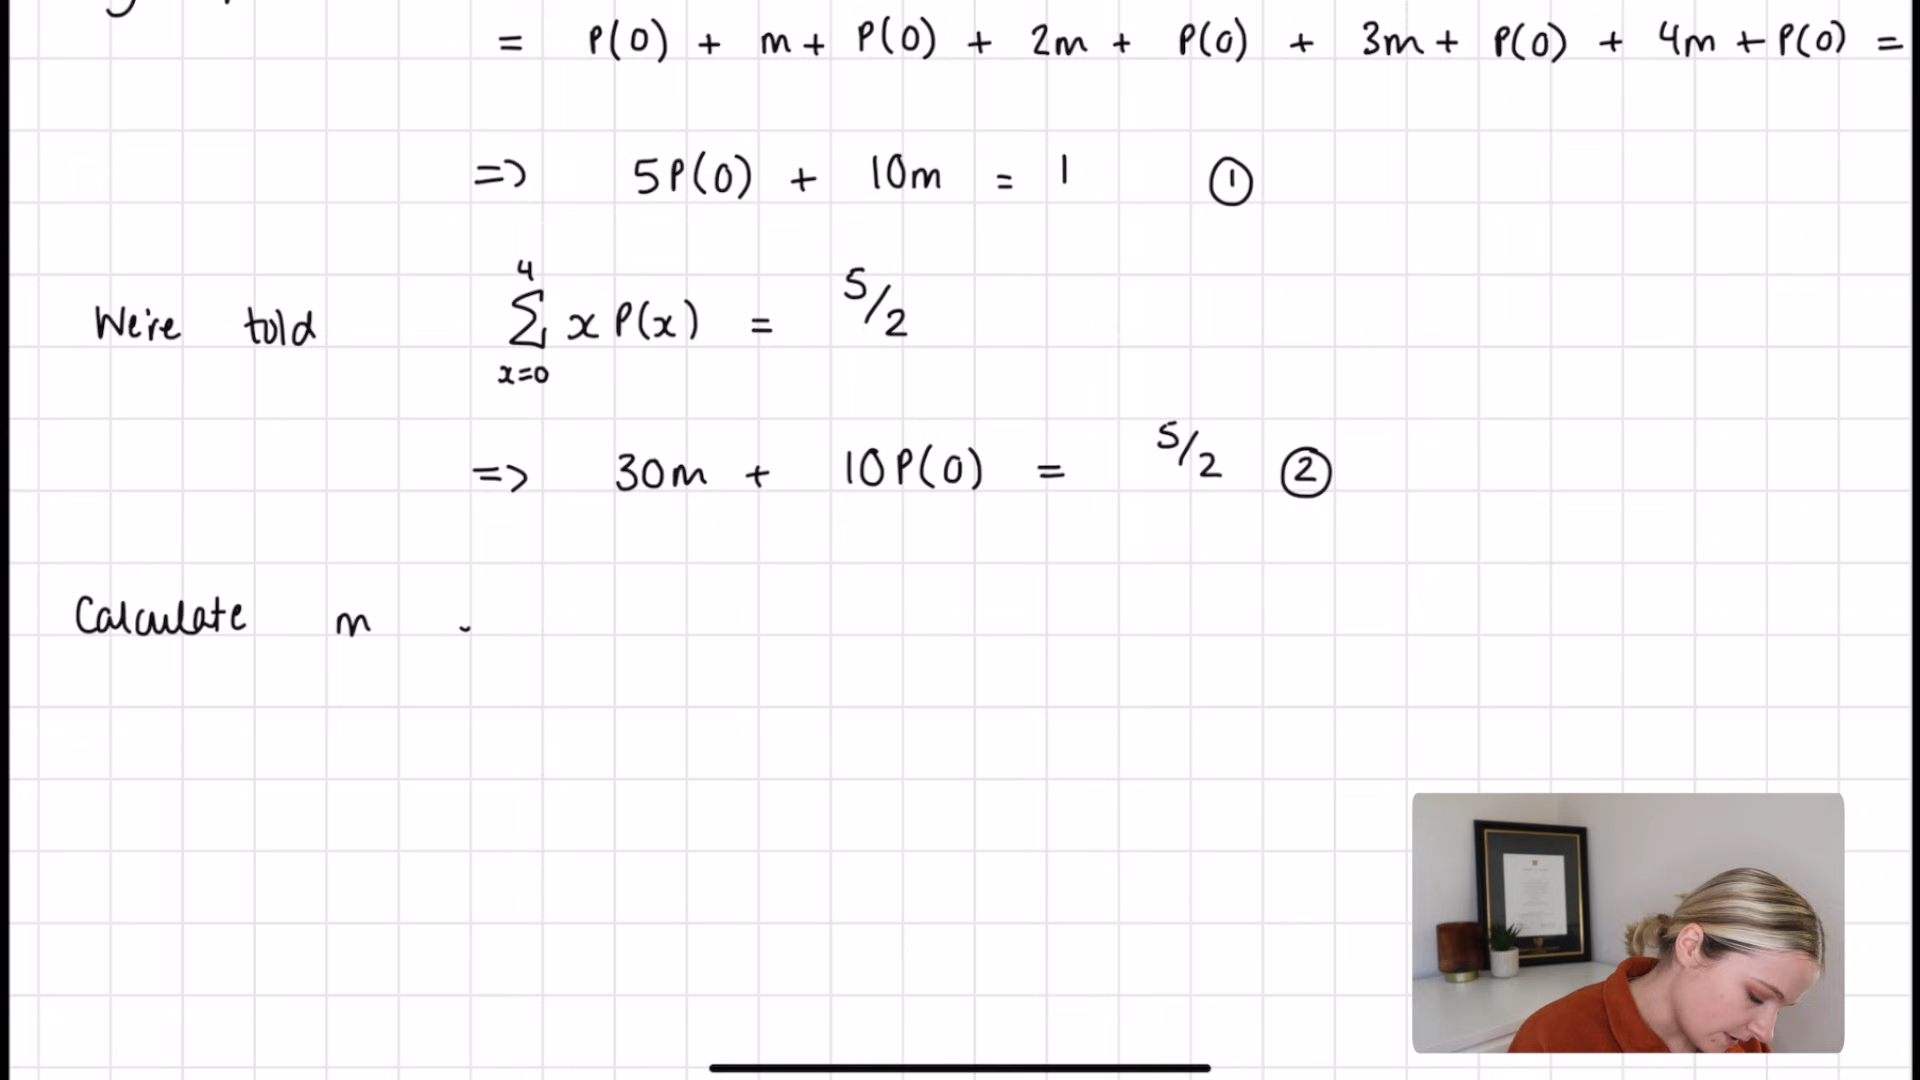 = P(0) + m + P(0) + 2m + P(0) + 3m + P(0) + 4m + P(0) =
=> 5P(0) + 10m = 1 ①
We're told 4 ∑ x=0 x P(x) = 5/2
=> 30m + 10P(0) = 5/2 ②
Calculate m